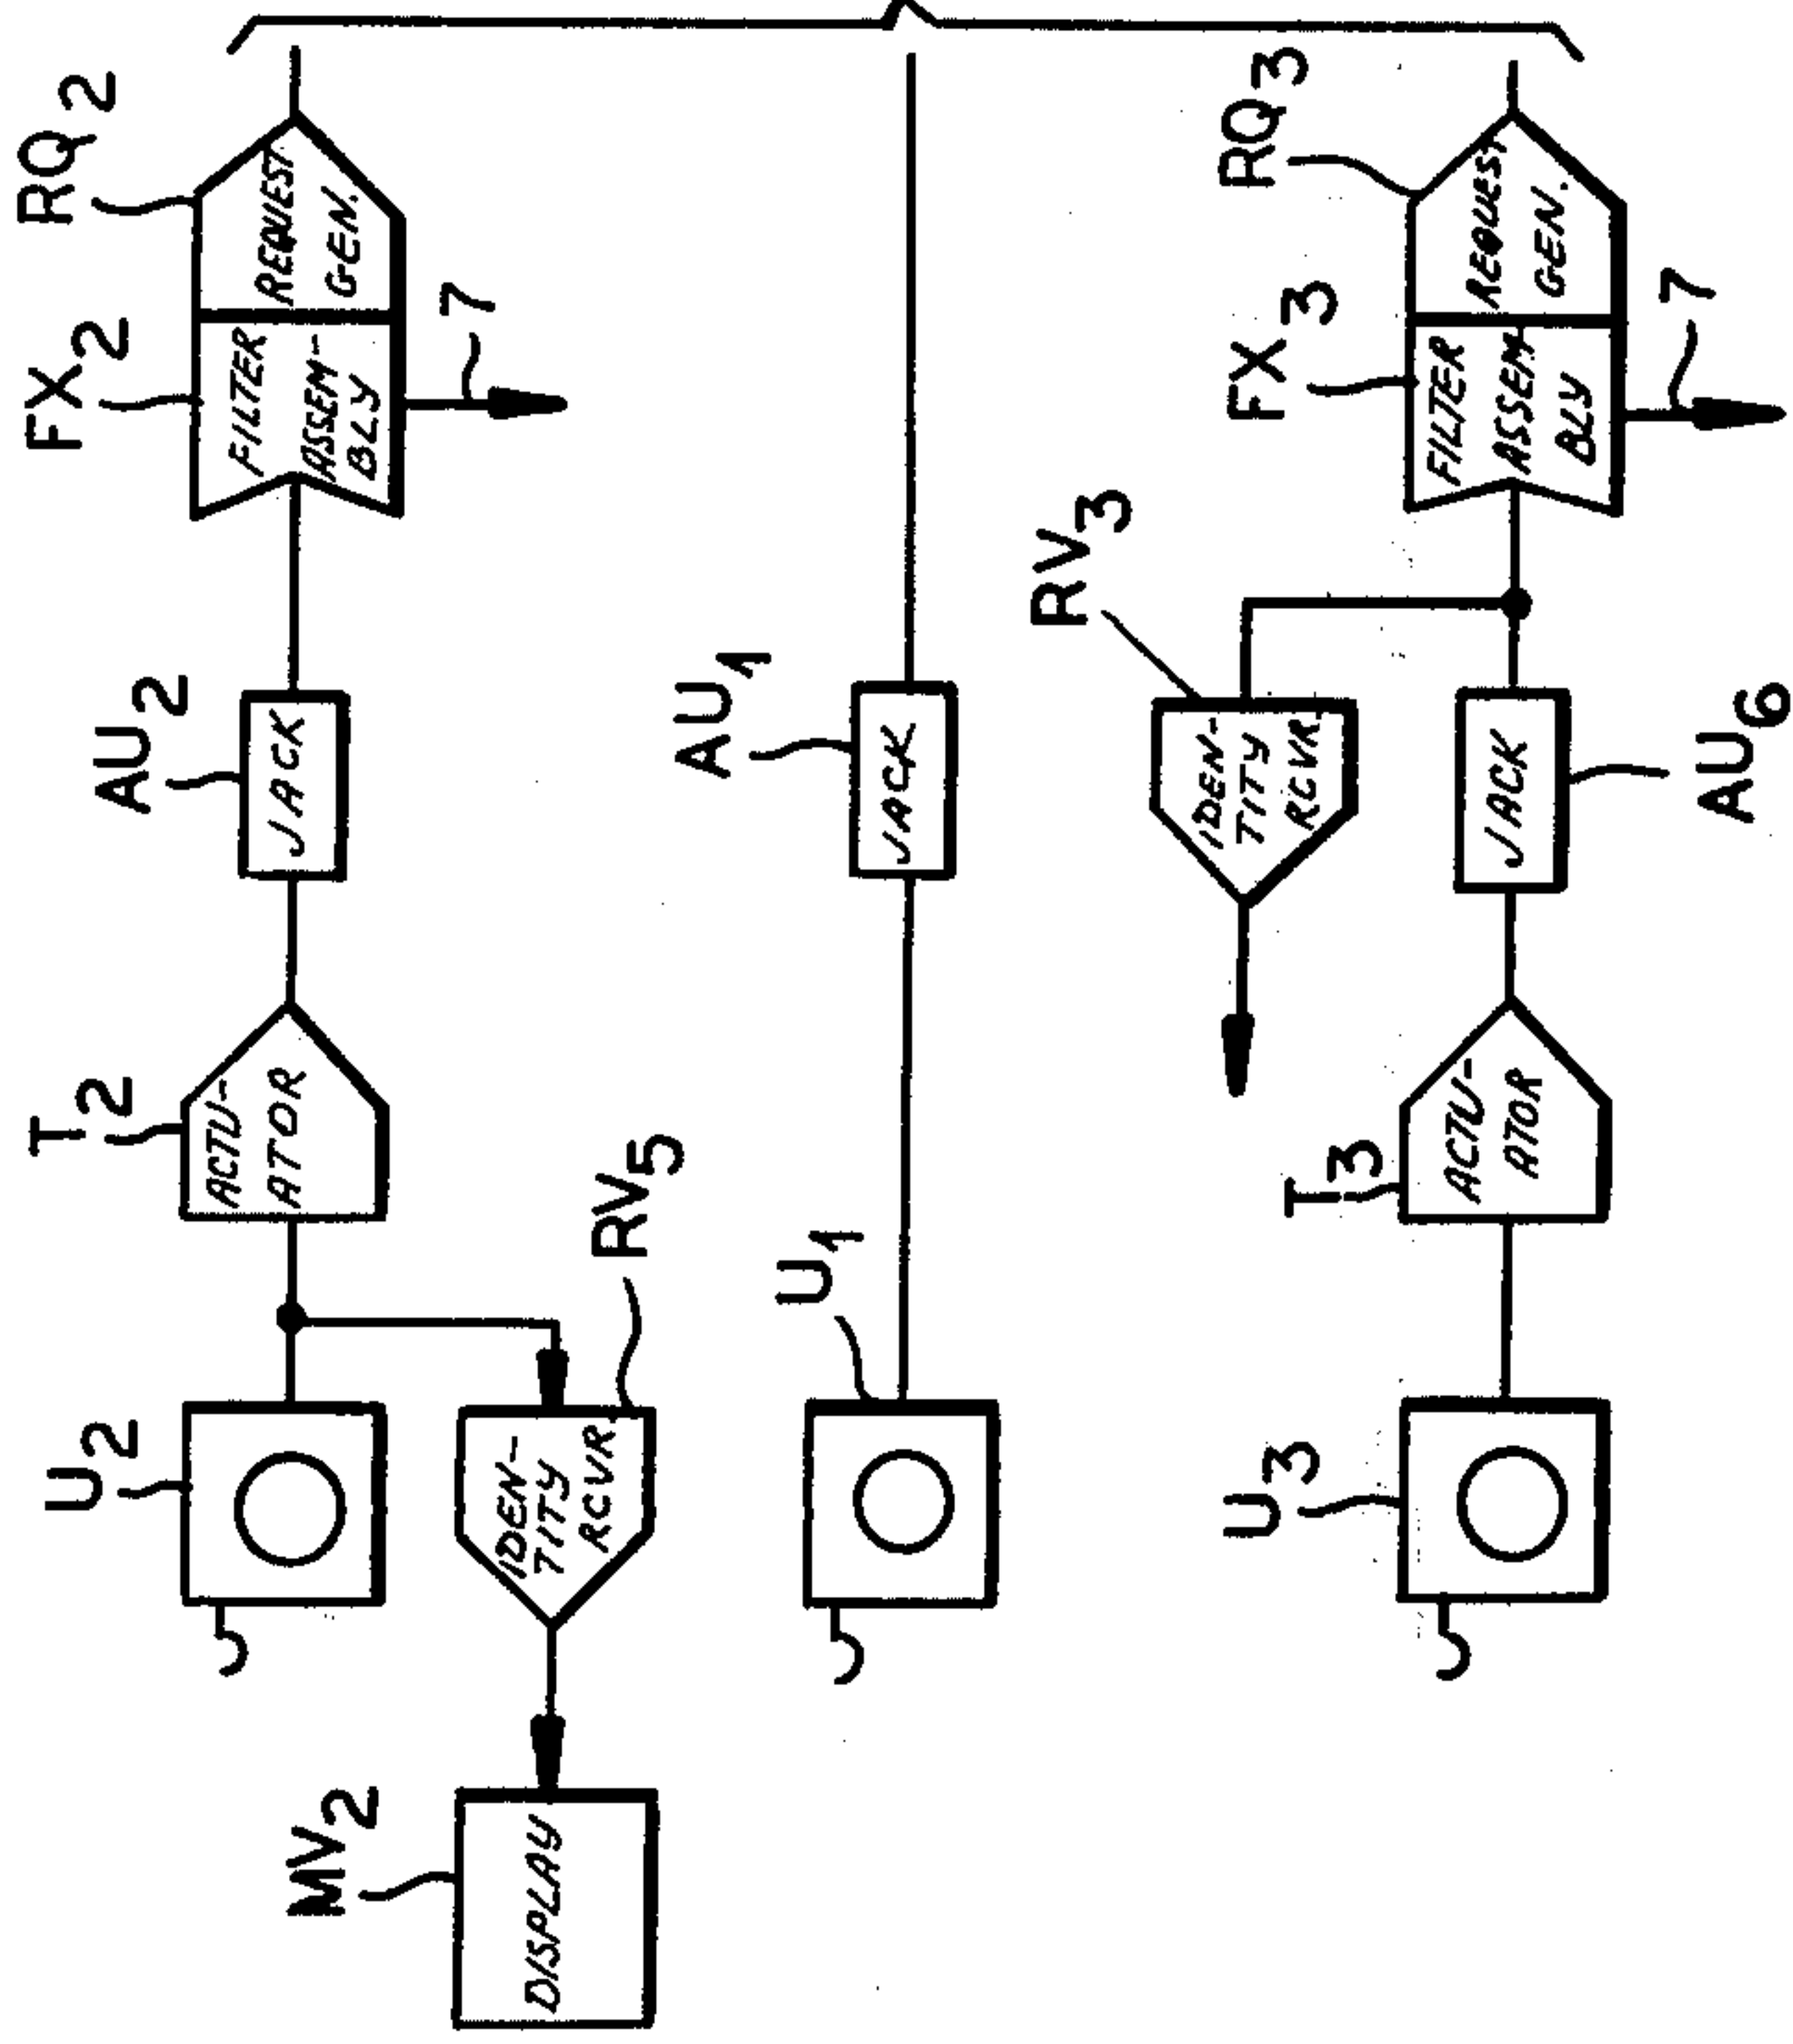 MV2
DISPLAY
U2
IDEN-
TITY
RCVR
RV5
T2
ACTU-
ATOR
AU2
JACK
FX2
FILTER
ASSEM-
BLY
7
RQ2
REQUEST
GEN.
U1
AU1
JACK
U3
T3
ACTU-
ATOR
IDEN-
TITY
RCVR.
RV3
JACK
AU6
FX3
FILTER
ASSEM
BLY
7
RQ3
REQUEST
GEN.